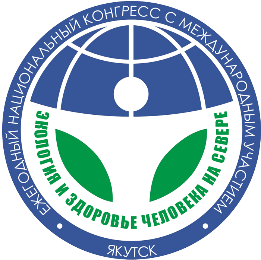 ЕЖЕГОДНЫЙ НАЦИОНАЛЬНЫЙ КОНГРЕСС С МЕЖДУНАРОДНЫМ УЧАСТИЕМ
ЭКОЛОГИЯ И ЗДОРОВЬЕ ЧЕЛОВЕКА НА СЕВЕРЕ
ЯКУТСК